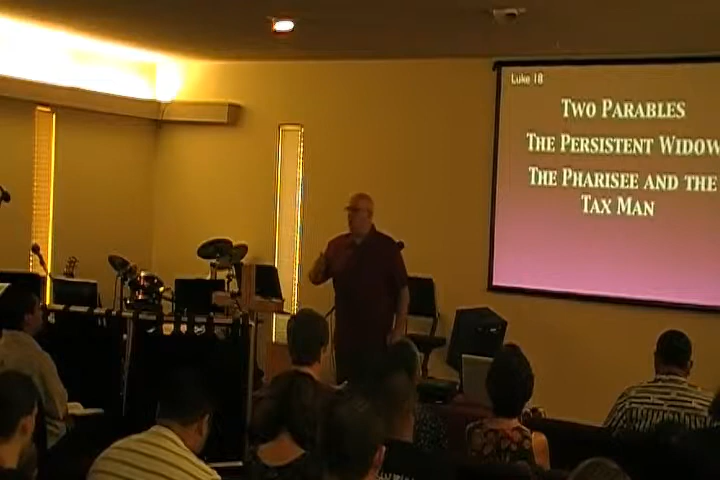 Luke 18
TWO PARABLES
THE PERSISTENT WIDOW
THE PHARISEE AND THE
TAX MAN